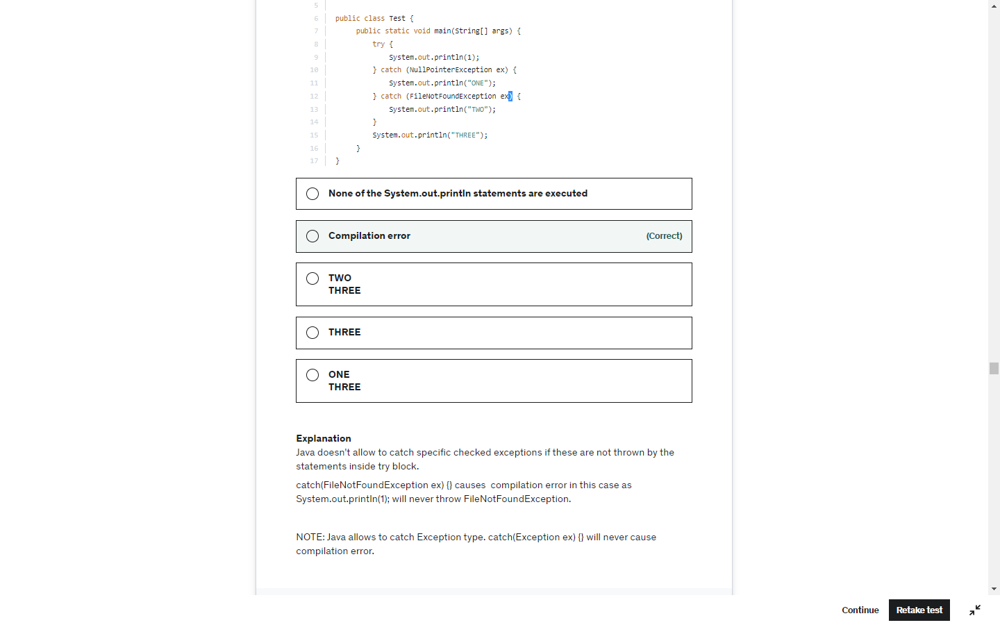 5
6 public class Test {
7 public static void main(String[] args) {
8 try {
9 System.out.println(1);
10 } catch (NullPointerException ex) {
11 System.out.println("ONE");
12 } catch (FileNotFoundException ex) {
13 System.out.println("TWO");
14 }
15 System.out.println("THREE");
16 }
17 }
None of the System.out.println statements are executed
Compilation error (Correct)
TWO
THREE
THREE
ONE
THREE
Explanation
Java doesn't allow to catch specific checked exceptions if these are not thrown by the
statements inside try block.
catch(FileNotFoundException ex) {} causes  compilation error in this case as
System.out.println(1); will never throw FileNotFoundException.
NOTE: Java allows to catch Exception type. catch(Exception ex) {} will never cause
compilation error.
Continue Retake test